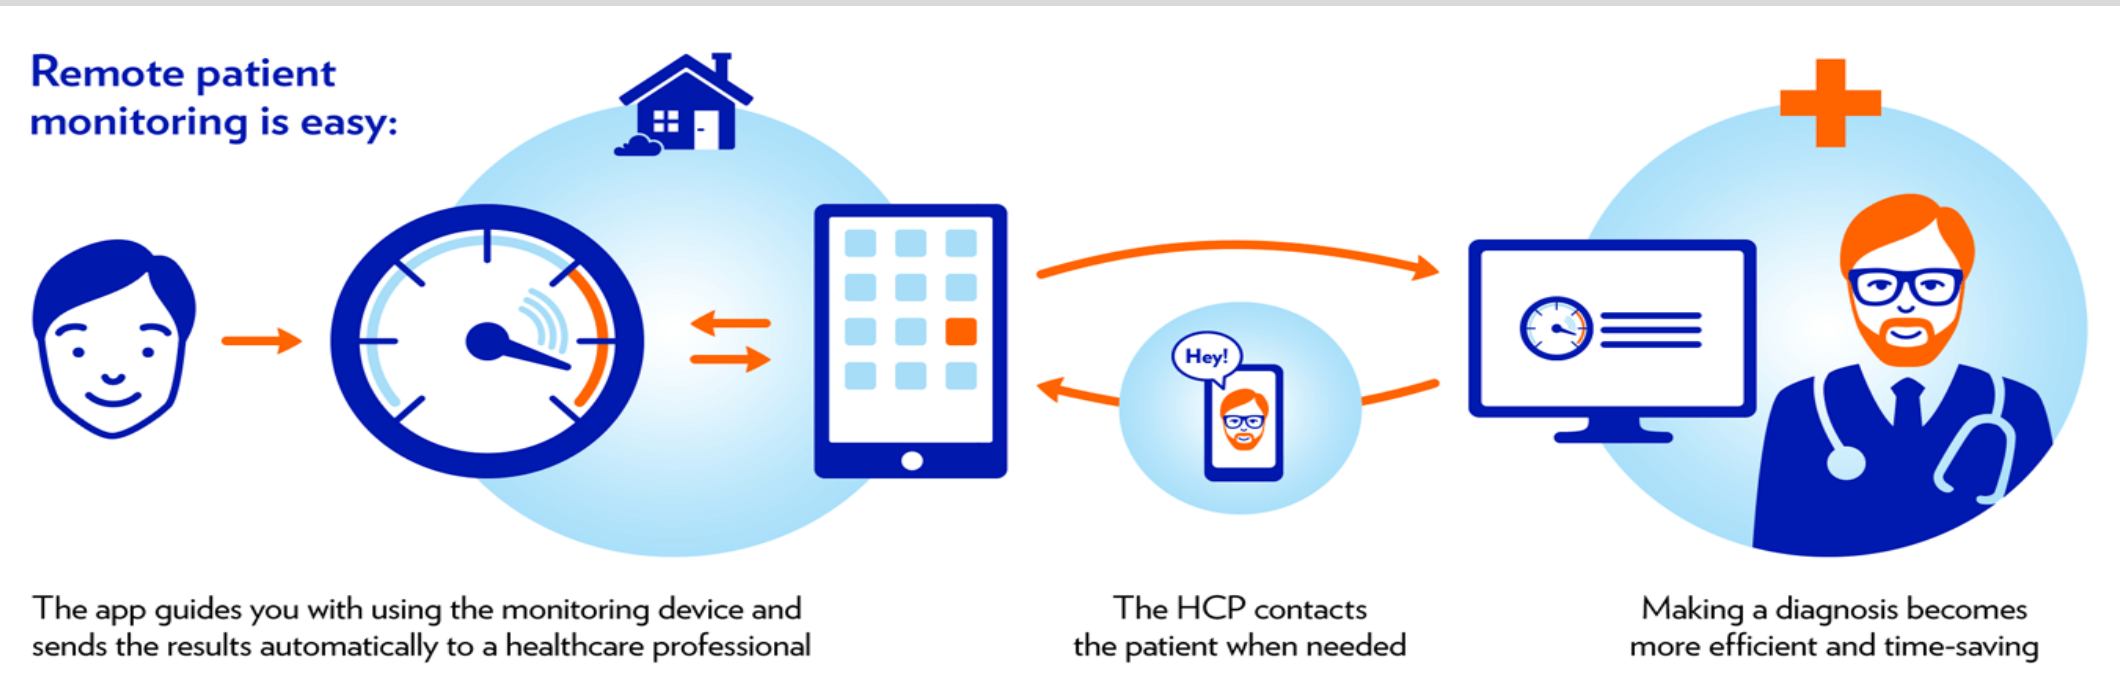 Remote patient
monitoring is easy:
Hey!
The app guides you with using the monitoring device and
sends the results automatically to a healthcare professional
The HCP contacts
the patient when needed
Making a diagnosis becomes
more efficient and time-saving